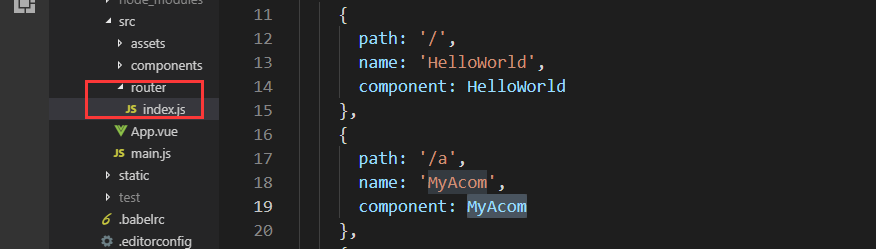 node_modules
src
assets
components
router
JS index.js
App.vue
JS main.js
static
test
.babelrc
.editorconfig
11 {
12 path: '/',
13 name: 'HelloWorld',
14 component: HelloWorld
15 },
16 {
17 path: '/a',
18 name: 'MyAcom',
19 component: MyAcom
20 },